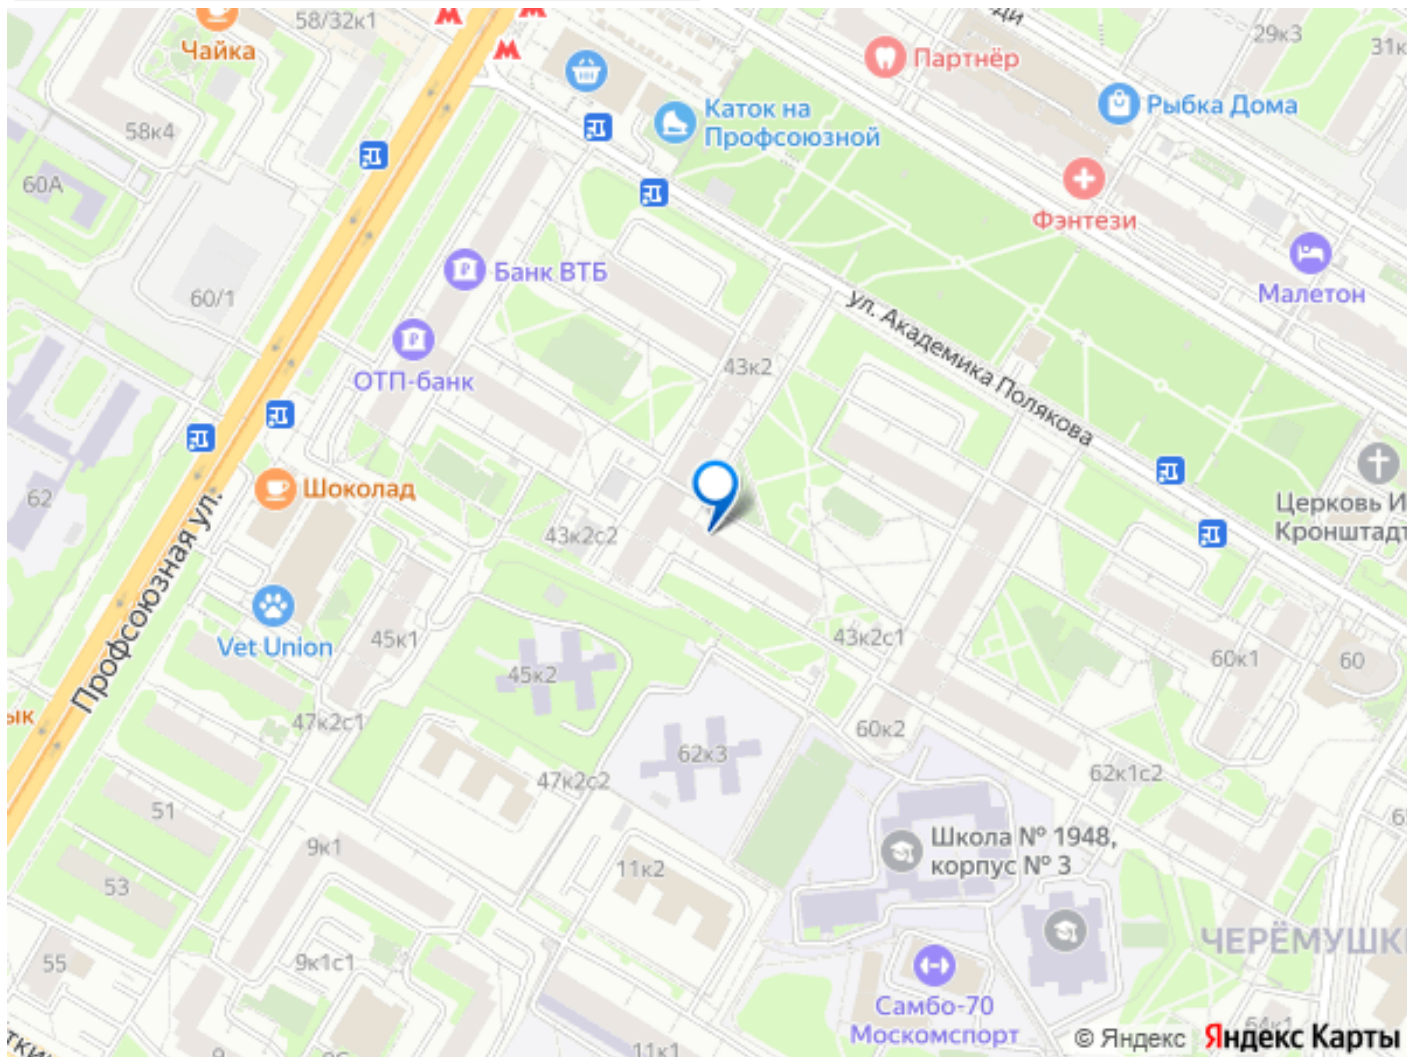 58/32к1
Чайка
58к4
60А
60/1
62
Банк ВТБ
ОТП-банк
Каток на
Профсоюзной
Партнёр
29к3
Рыбка Дома
Фэнтези
Малетон
ул. Академика Полякова
43к2
Шоколад
Профсоюзная ул.
43к2с2
Vet Union
45к1
45к2
43к2с1
Церковь И
Кронштадт
60к1
60
60к2
47к2с1
47к2с2
62к3
62к1с2
51
53
55
9к1
9к1с1
11к2
11к1
Школа № 1948,
корпус № 3
ЧЕРЁМУШК
Самбо-70
Москомспорт
64к1
© Яндекс
Яндекс Карты